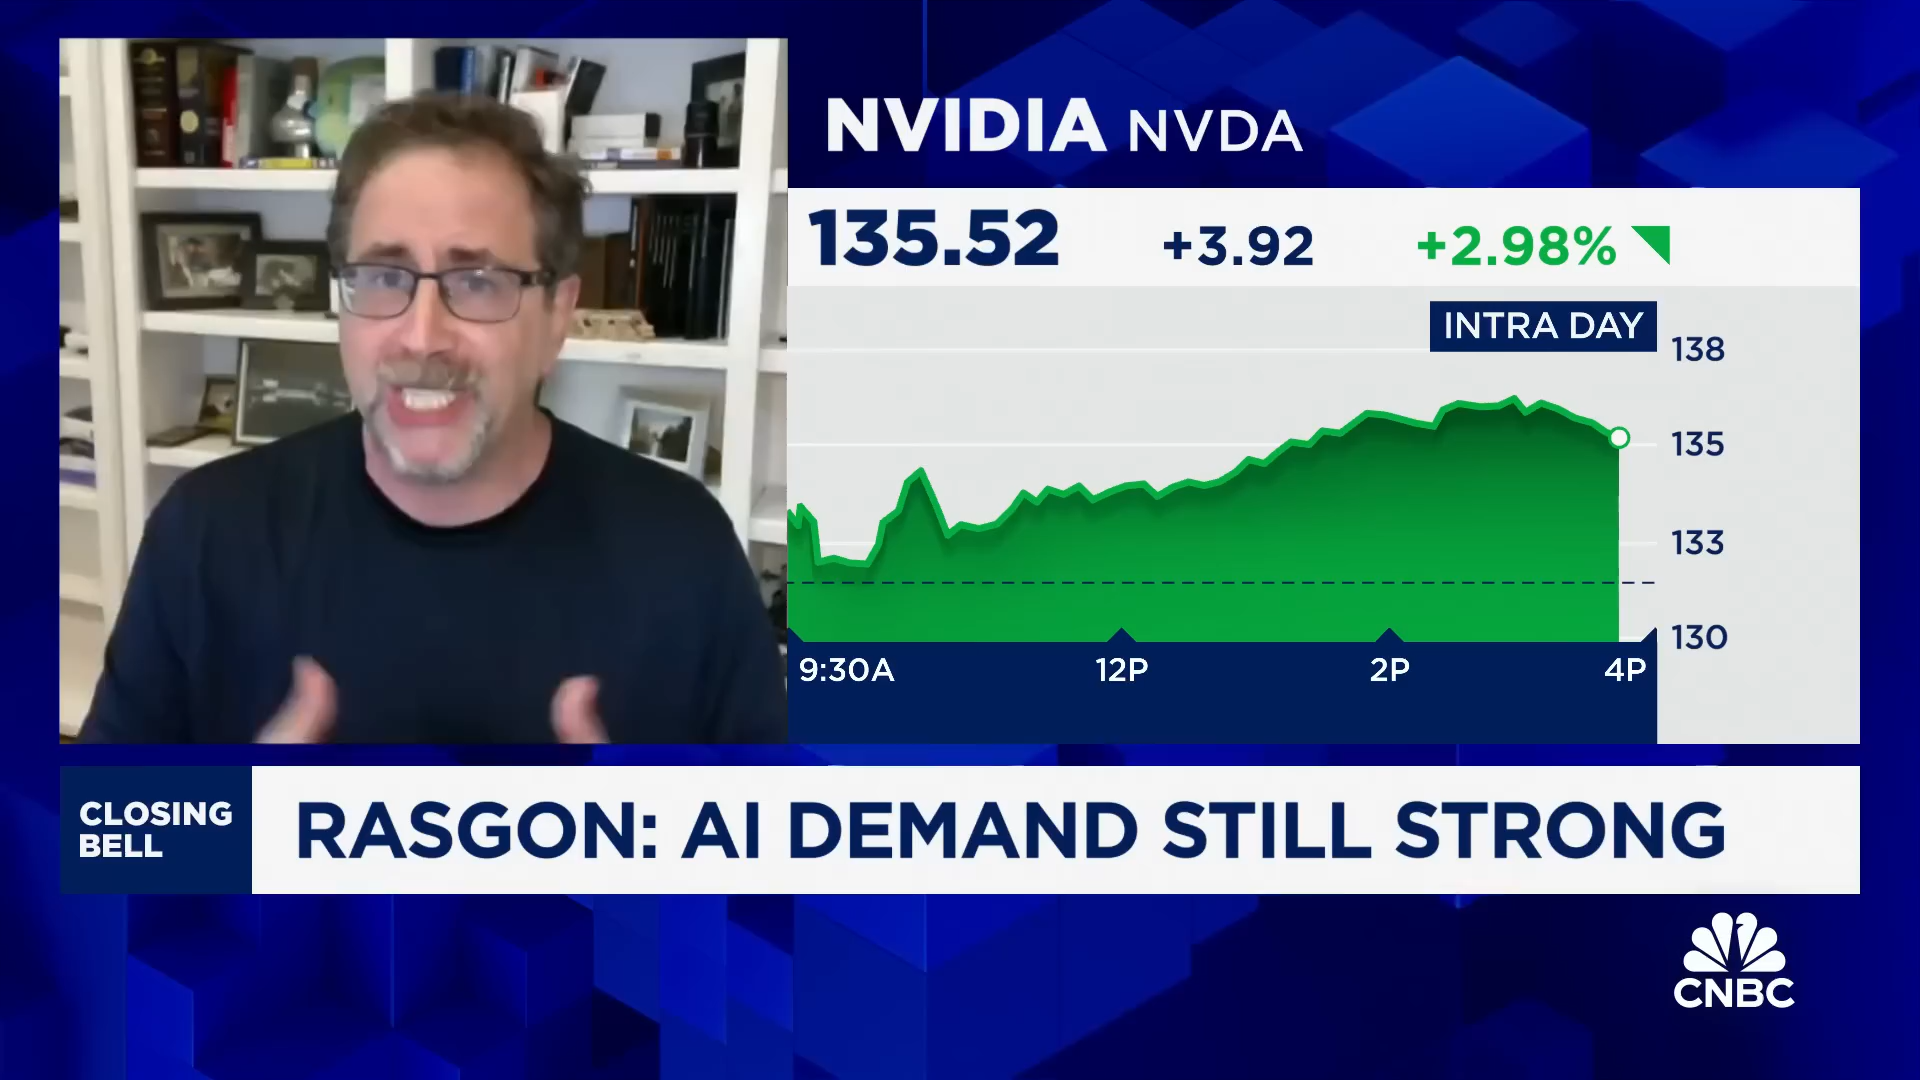 NVIDIA NVDA
135.52 +3.92 +2.98%
INTRA DAY
138
135
133
130
9:30A 12P 2P 4P
CLOSING
BELL
RASGON: AI DEMAND STILL STRONG
CNBC